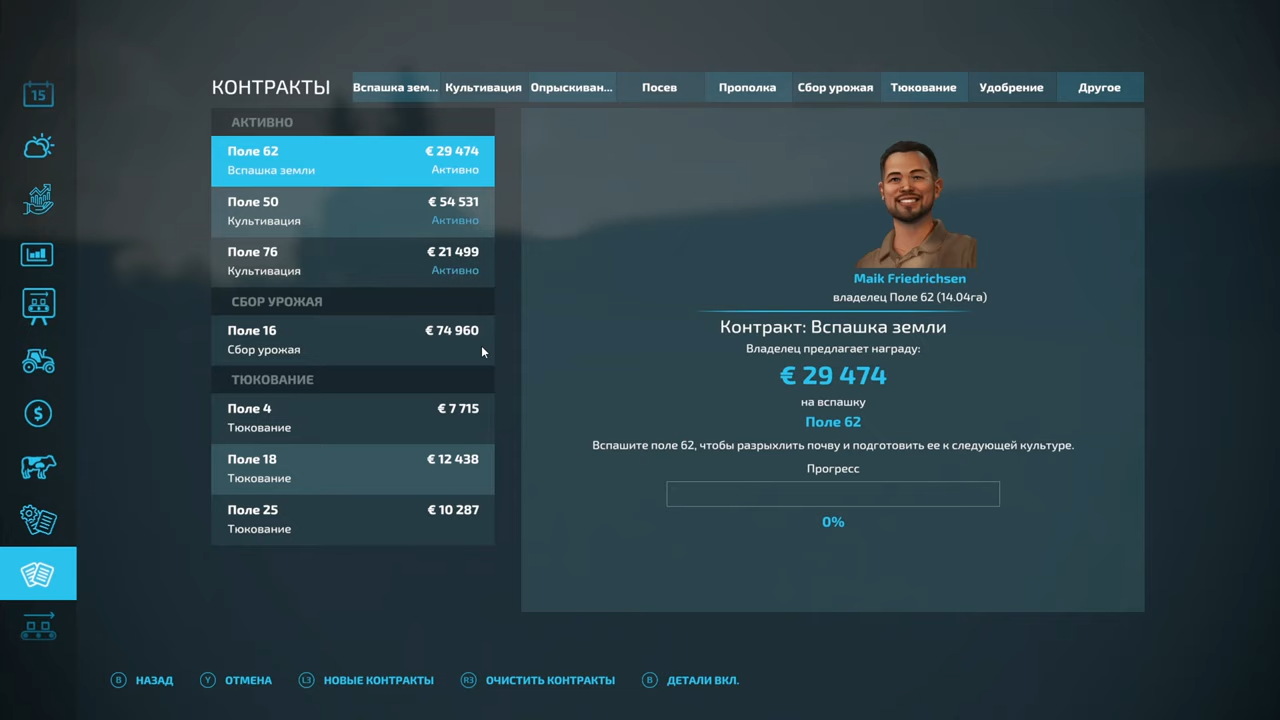 15
КОНТРАКТЫ
Вспашка зем... Культивация Опрыскиван... Посев Прополка Сбор урожая Тюкование Удобрение Другое
АКТИВНО
Поле 62 € 29 474
Вспашка земли Активно
Поле 50 € 54 531
Культивация Активно
Поле 76 € 21 499
Культивация Активно
СБОР УРОЖАЯ
Поле 16 € 74 960
Сбор урожая
ТЮКОВАНИЕ
Поле 4 € 7 715
Тюкование
Поле 18 € 12 438
Тюкование
Поле 25 € 10 287
Тюкование
Maik Friedrichsen
владелец Поле 62 (14.04га)
Контракт: Вспашка земли
Владелец предлагает награду:
€ 29 474
на вспашку
Поле 62
Вспашите поле 62, чтобы разрыхлить почву и подготовить ее к следующей культуре.
Прогресс
0%
B НАЗАД Y ОТМЕНА L3 НОВЫЕ КОНТРАКТЫ R3 ОЧИСТИТЬ КОНТРАКТЫ B ДЕТАЛИ ВКЛ.